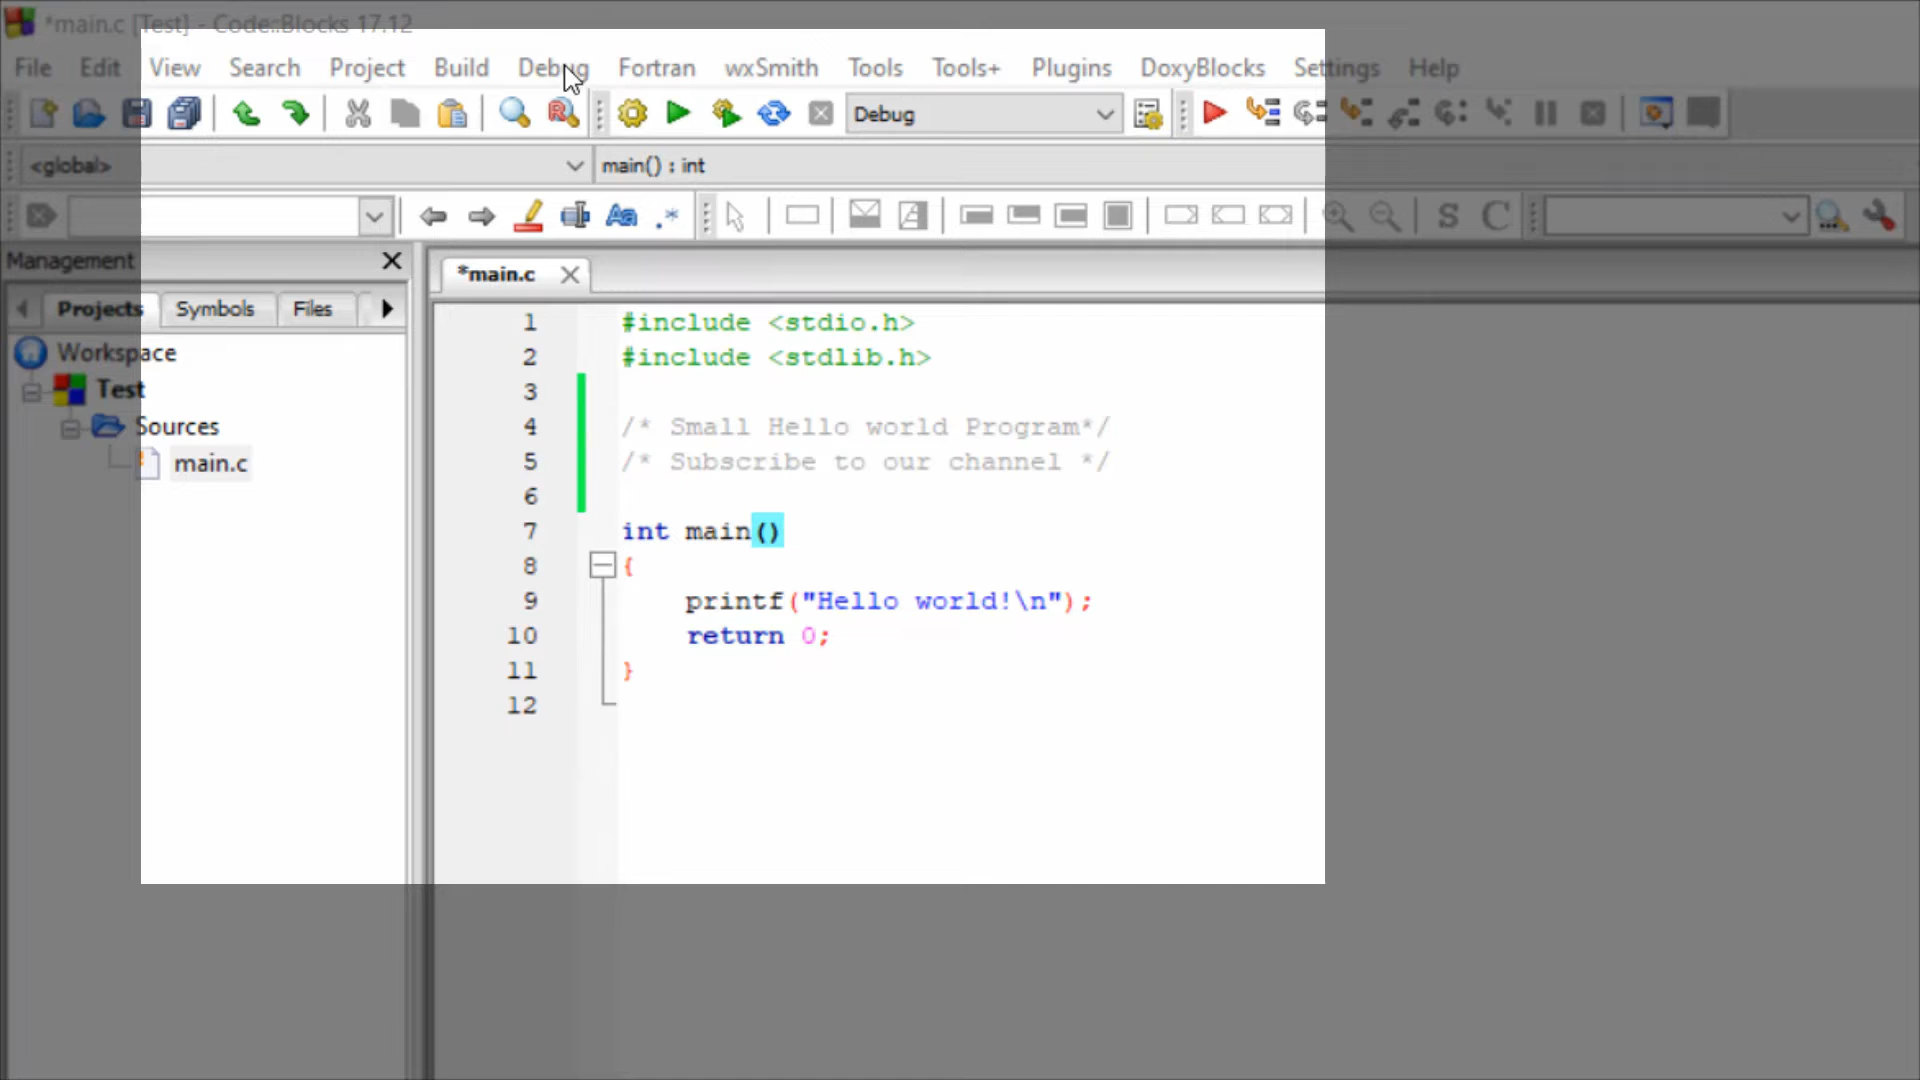 *main.c [Test] - Code::Blocks 17.12
File Edit View Search Project Build Debug Fortran wxSmith Tools Tools+ Plugins DoxyBlocks Settings Help
Debug
<global> main() : int
Aa .* S C
Management
*main.c
Projects Symbols Files
Workspace
Test
Sources
main.c
1 #include <stdio.h>
2 #include <stdlib.h>
3
4 /* Small Hello world Program*/
5 /* Subscribe to our channel */
6
7 int main()
8 {
9 printf("Hello world!\n");
10 return 0;
11 }
12